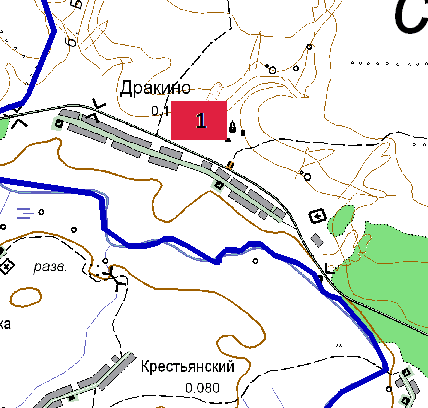 С
б. Б
Дракино
0,1
1
разв.
ка
Крестьянский
0.080